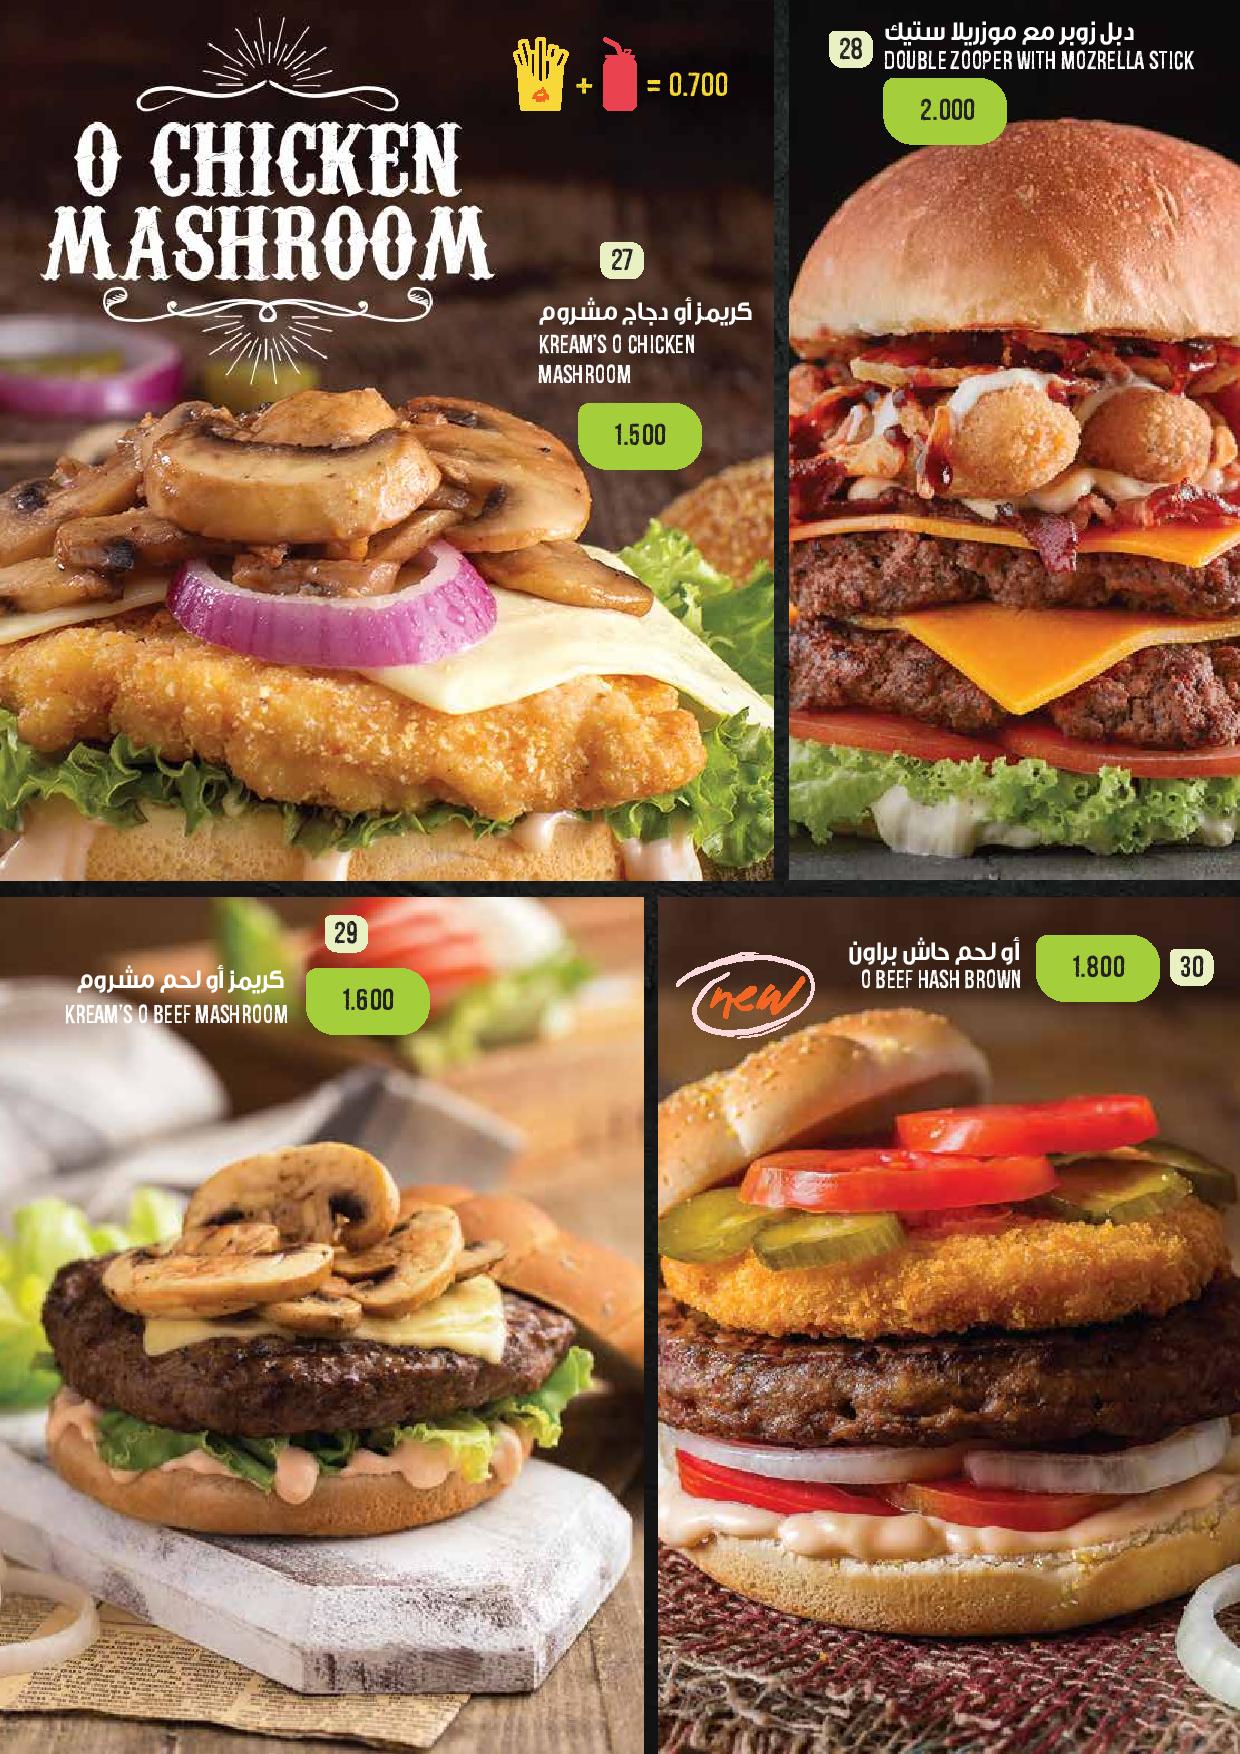 O CHICKEN
MASHROOM
+ = 0.700
27
كريمز أو دجاج مشروم
KREAM'S O CHICKEN
MASHROOM
1.500
28
دبل زوبر مع موزريلا ستيك
DOUBLE ZOOPER WITH MOZRELLA STICK
2.000
29
كريمز أو لحم مشروم
KREAM'S O BEEF MASHROOM
1.600
new
أو لحم حاش براون
O BEEF HASH BROWN
1.800
30